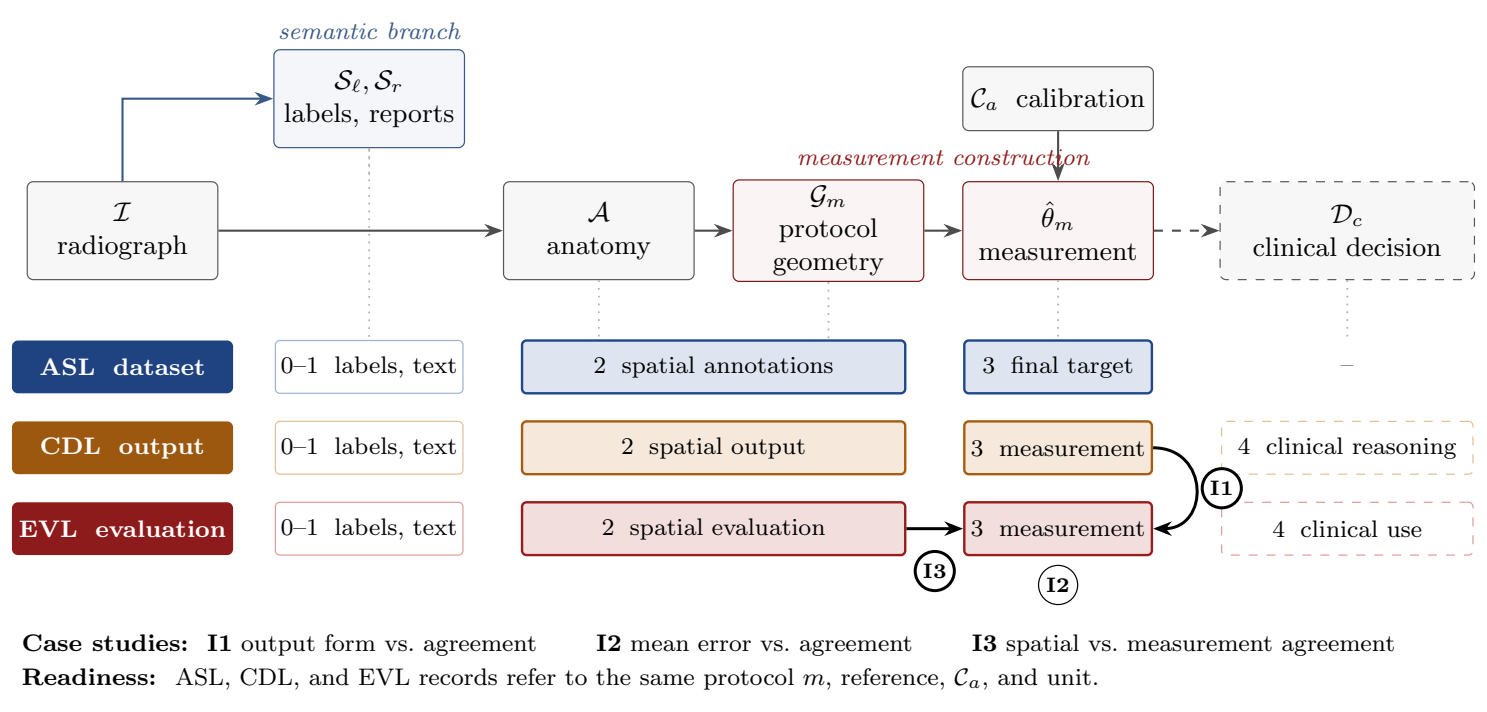 semantic branch
𝒮ℓ, 𝒮r
labels, reports
𝒞a calibration
measurement construction
ℐ
radiograph
𝒜
anatomy
𝒢m
protocol
geometry
θ̂m
measurement
𝒟c
clinical decision
ASL dataset
0–1 labels, text
2 spatial annotations
3 final target
–
CDL output
0–1 labels, text
2 spatial output
3 measurement
4 clinical reasoning
I1
EVL evaluation
0–1 labels, text
2 spatial evaluation
3 measurement
4 clinical use
I3
I2
Case studies: I1 output form vs. agreement I2 mean error vs. agreement I3 spatial vs. measurement agreement
Readiness: ASL, CDL, and EVL records refer to the same protocol m, reference, 𝒞a, and unit.